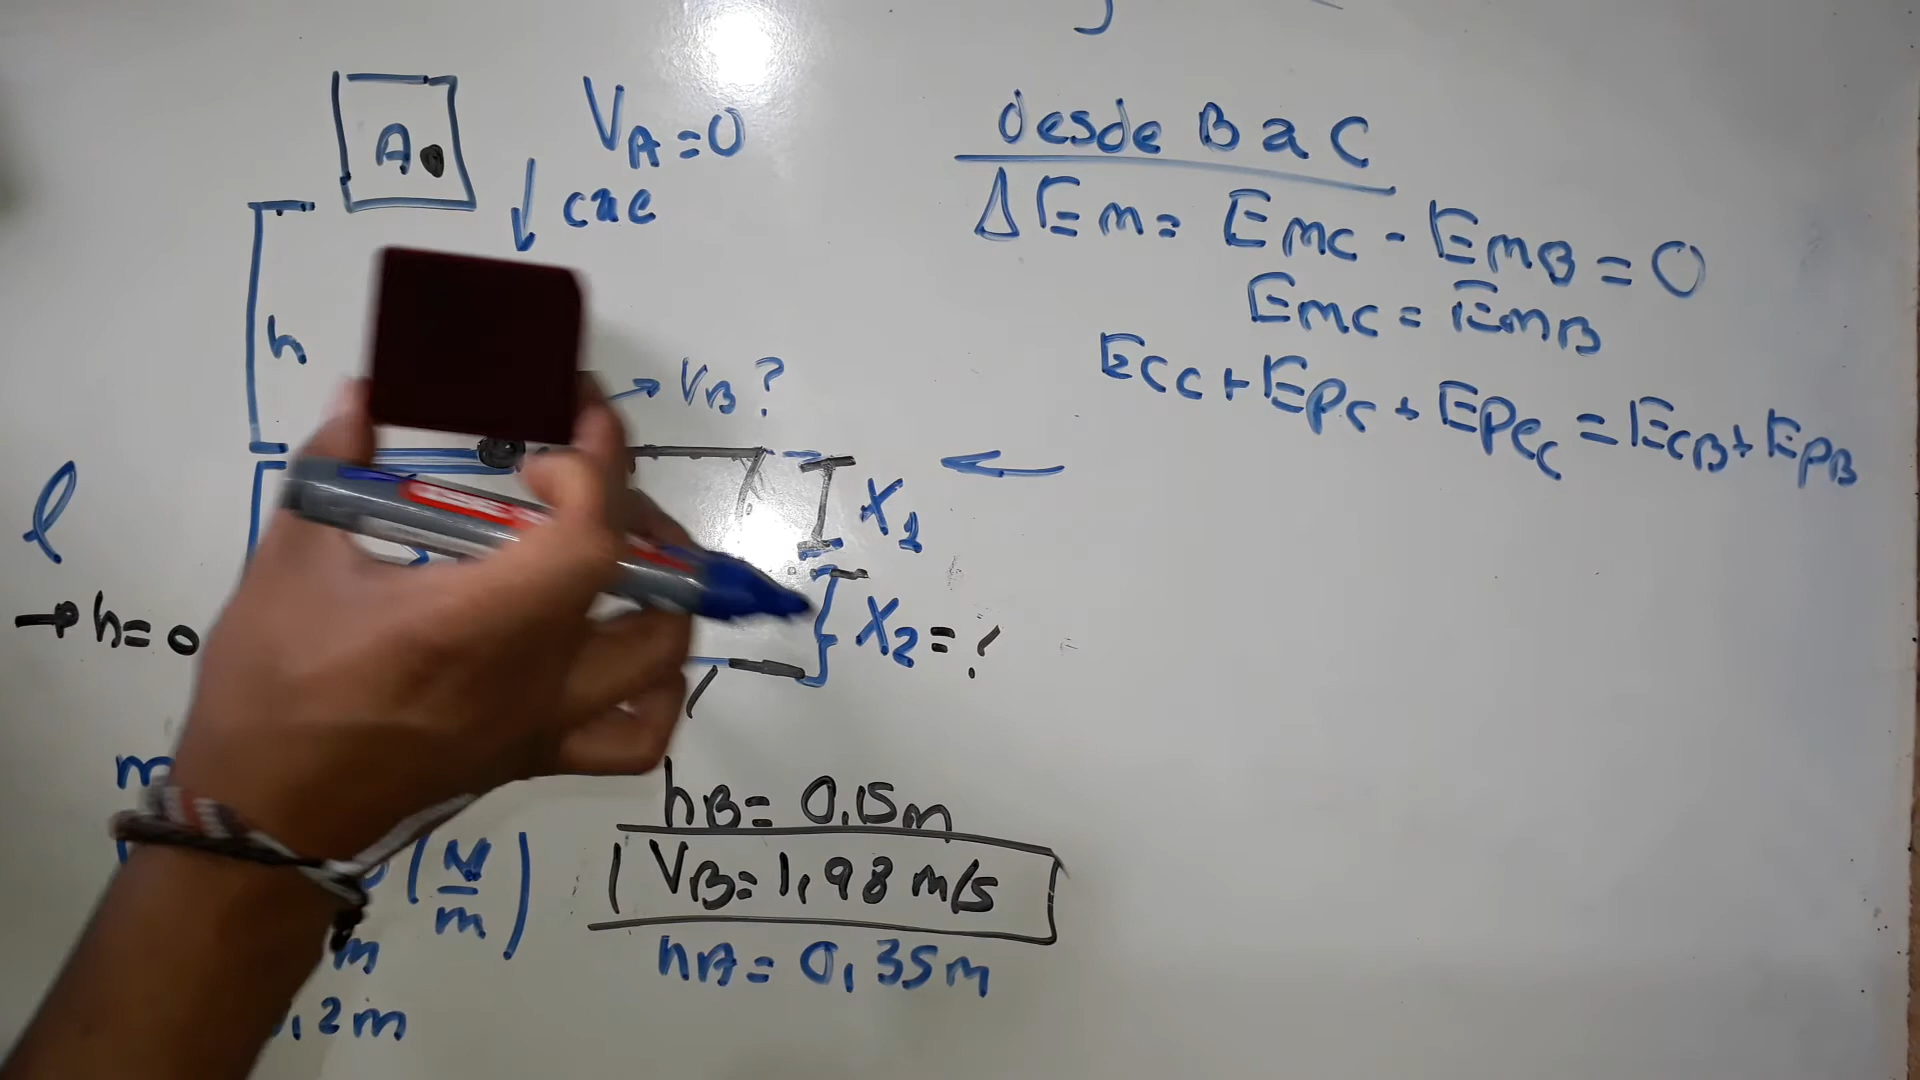 A
VA=0
cae
h
VB?
l
X1
X2=?
→h=0
m
(N/m)
m
,2m
hB= 0,15m
VB=1,98 m/s
hA= 0,35m
desde B a C
ΔEm= EmC - EmB=0
EmC = EmB
ECC+EPC+EPeC=ECB+EPB